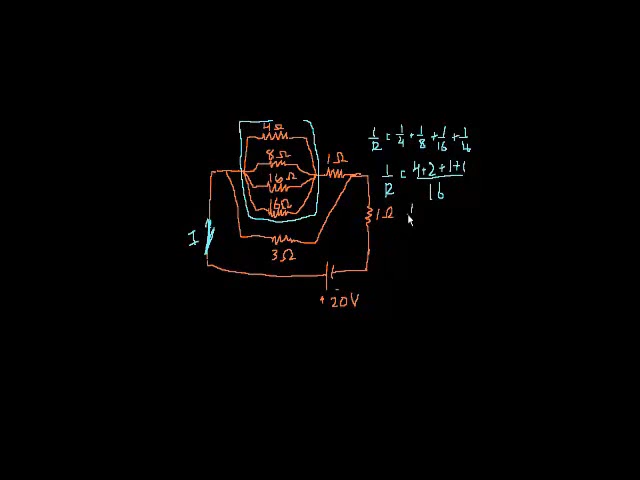 4Ω
8Ω
16Ω
16Ω
1Ω
1Ω
3Ω
I
+ - 20V
1/R = 1/4 + 1/8 + 1/16 + 1/16
1/R = 4+2+1+1/16
1